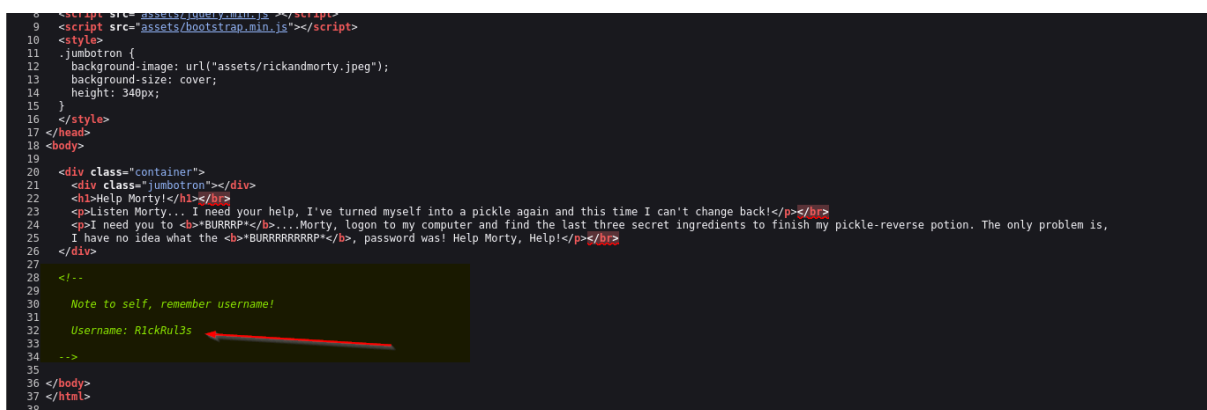 8 <script src="assets/jquery.min.js"></script>
9 <script src="assets/bootstrap.min.js"></script>
10 <style>
11 .jumbotron {
12 background-image: url("assets/rickandmorty.jpeg");
13 background-size: cover;
14 height: 340px;
15 }
16 </style>
17 </head>
18 <body>
19
20 <div class="container">
21 <div class="jumbotron"></div>
22 <h1>Help Morty!</h1></br>
23 <p>Listen Morty... I need your help, I've turned myself into a pickle again and this time I can't change back!</p></br>
24 <p>I need you to <b>*BURRRP*</b>....Morty, logon to my computer and find the last three secret ingredients to finish my pickle-reverse potion. The only problem is,
25 I have no idea what the <b>*BURRRRRRRRP*</b>, password was! Help Morty, Help!</p></br>
26 </div>
27
28 <!--
29
30 Note to self, remember username!
31
32 Username: R1ckRul3s
33
34 -->
35
36 </body>
37 </html>
38